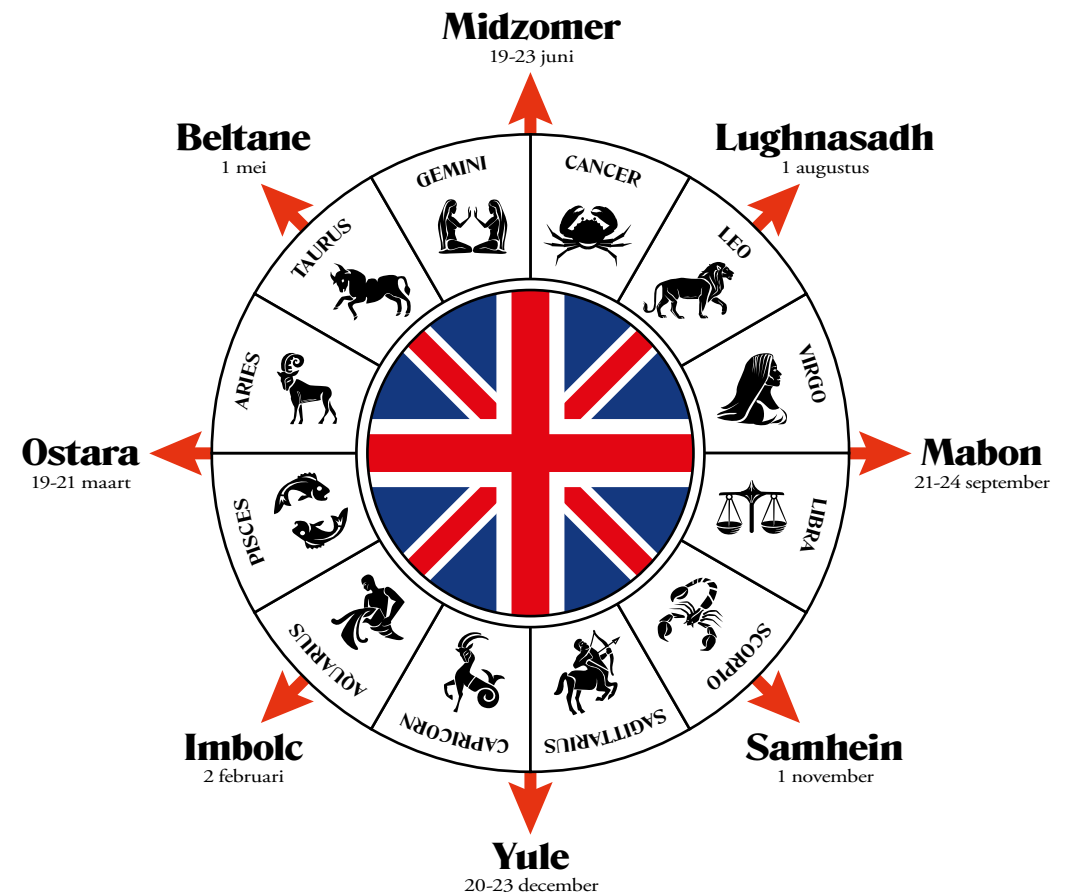 Midzomer
19-23 juni
Beltane
1 mei
Lughnasadh
1 augustus
GEMINI
CANCER
TAURUS
LEO
ARIES
VIRGO
Ostara
19-21 maart
Mabon
21-24 september
PISCES
LIBRA
AQUARIUS
SCORPIO
CAPRICORN
SAGITTARIUS
Imbolc
2 februari
Samhein
1 november
Yule
20-23 december